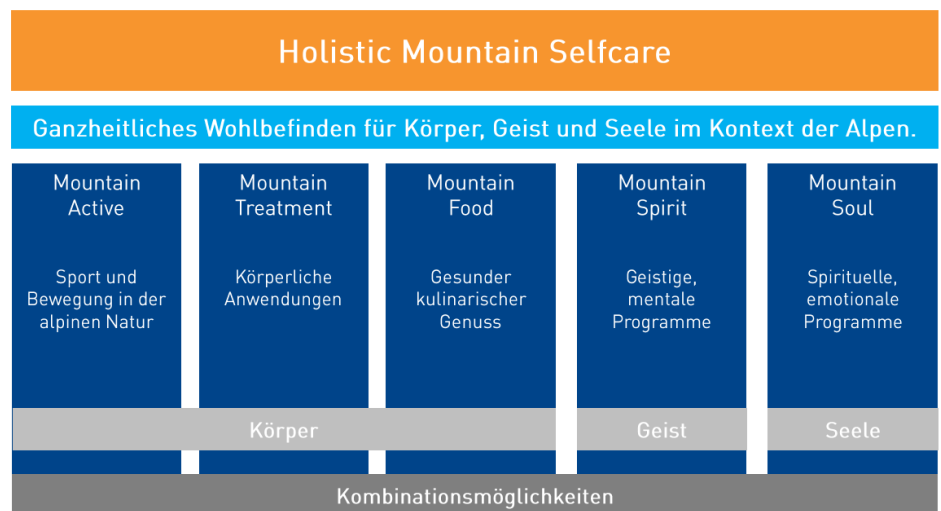 Holistic Mountain Selfcare
Ganzheitliches Wohlbefinden für Körper, Geist und Seele im Kontext der Alpen.
Mountain
Active
Sport und
Bewegung in der
alpinen Natur
Mountain
Treatment
Körperliche
Anwendungen
Mountain
Food
Gesunder
kulinarischer
Genuss
Mountain
Spirit
Geistige,
mentale
Programme
Mountain
Soul
Spirituelle,
emotionale
Programme
Körper
Geist
Seele
Kombinationsmöglichkeiten